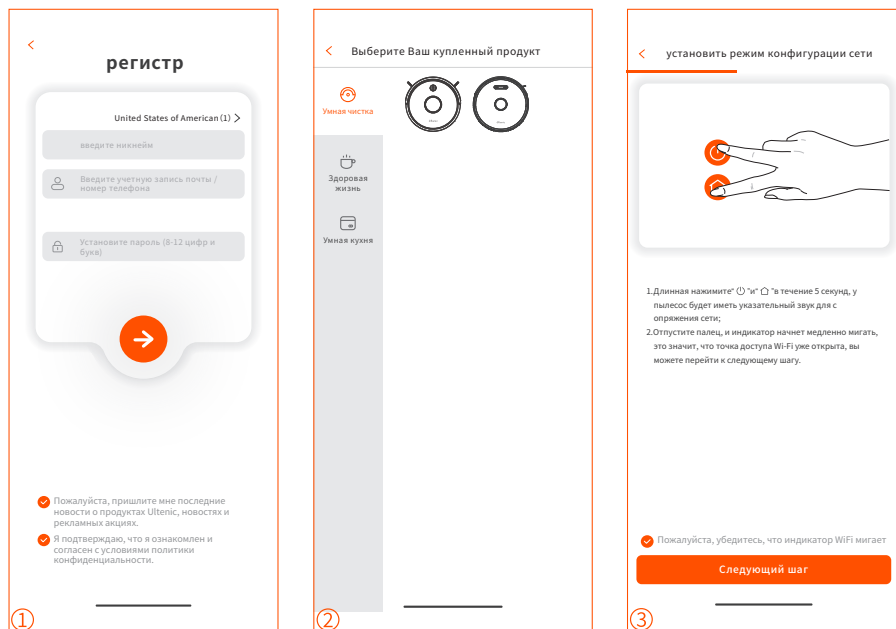 регистр
United States of American (1)
введите никнейм
Введите учетную запись почты /
номер телефона
Установите пароль (8-12 цифр и
букв)
Пожалуйста, пришлите мне последние
новости о продуктах Ultenic, новостях и
рекламных акциях.
Я подтверждаю, что я ознакомлен и
согласен с условиями политики
конфиденциальности.
1
Выберите Ваш купленный продукт
Умная чистка
Здоровая
жизнь
Умная кухня
2
установить режим конфигурации сети
1.Длинная нажимите" "и" "в течение 5 секунд, у
пылесос будет иметь указательный звук для с
опряжения сети;
2.Отпустите палец, и индикатор начнет медленно мигать,
это значит, что точка доступа Wi-Fi уже открыта, вы
можете перейти к следующему шагу.
Пожалуйста, убедитесь, что индикатор WiFi мигает
Следующий шаг
3